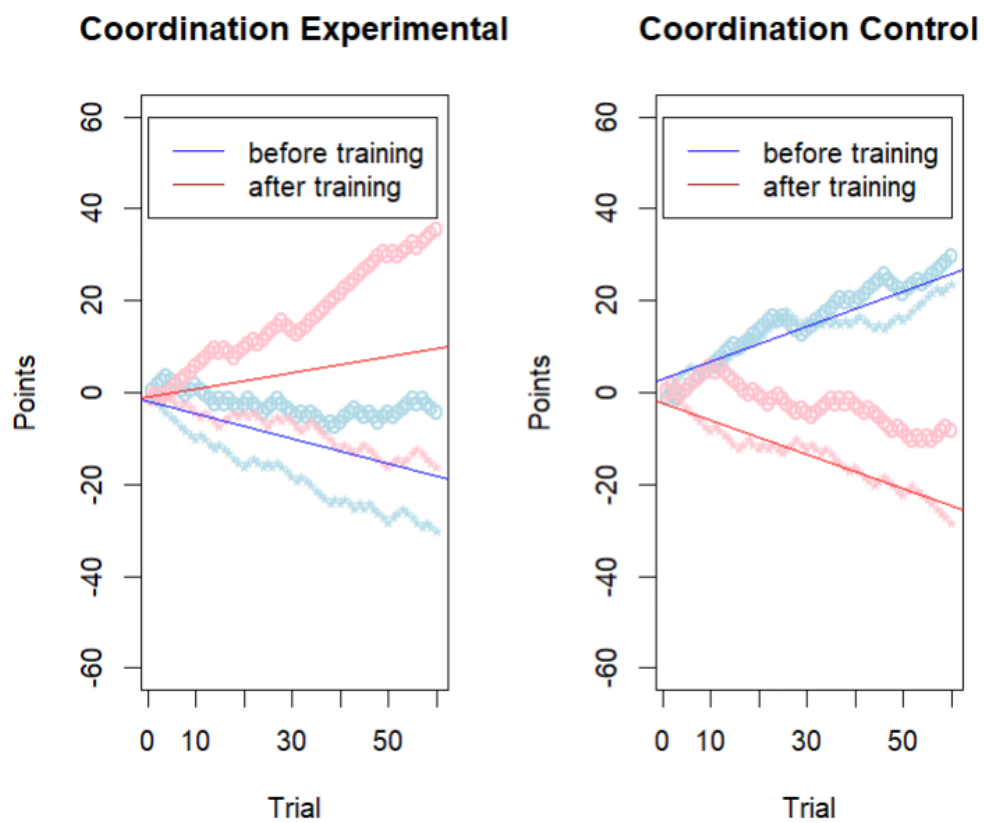 Coordination Experimental
60
40
20
0
-20
-40
-60
Points
before training
after training
0 10 30 50
Trial
Coordination Control
60
40
20
0
-20
-40
-60
Points
before training
after training
0 10 30 50
Trial